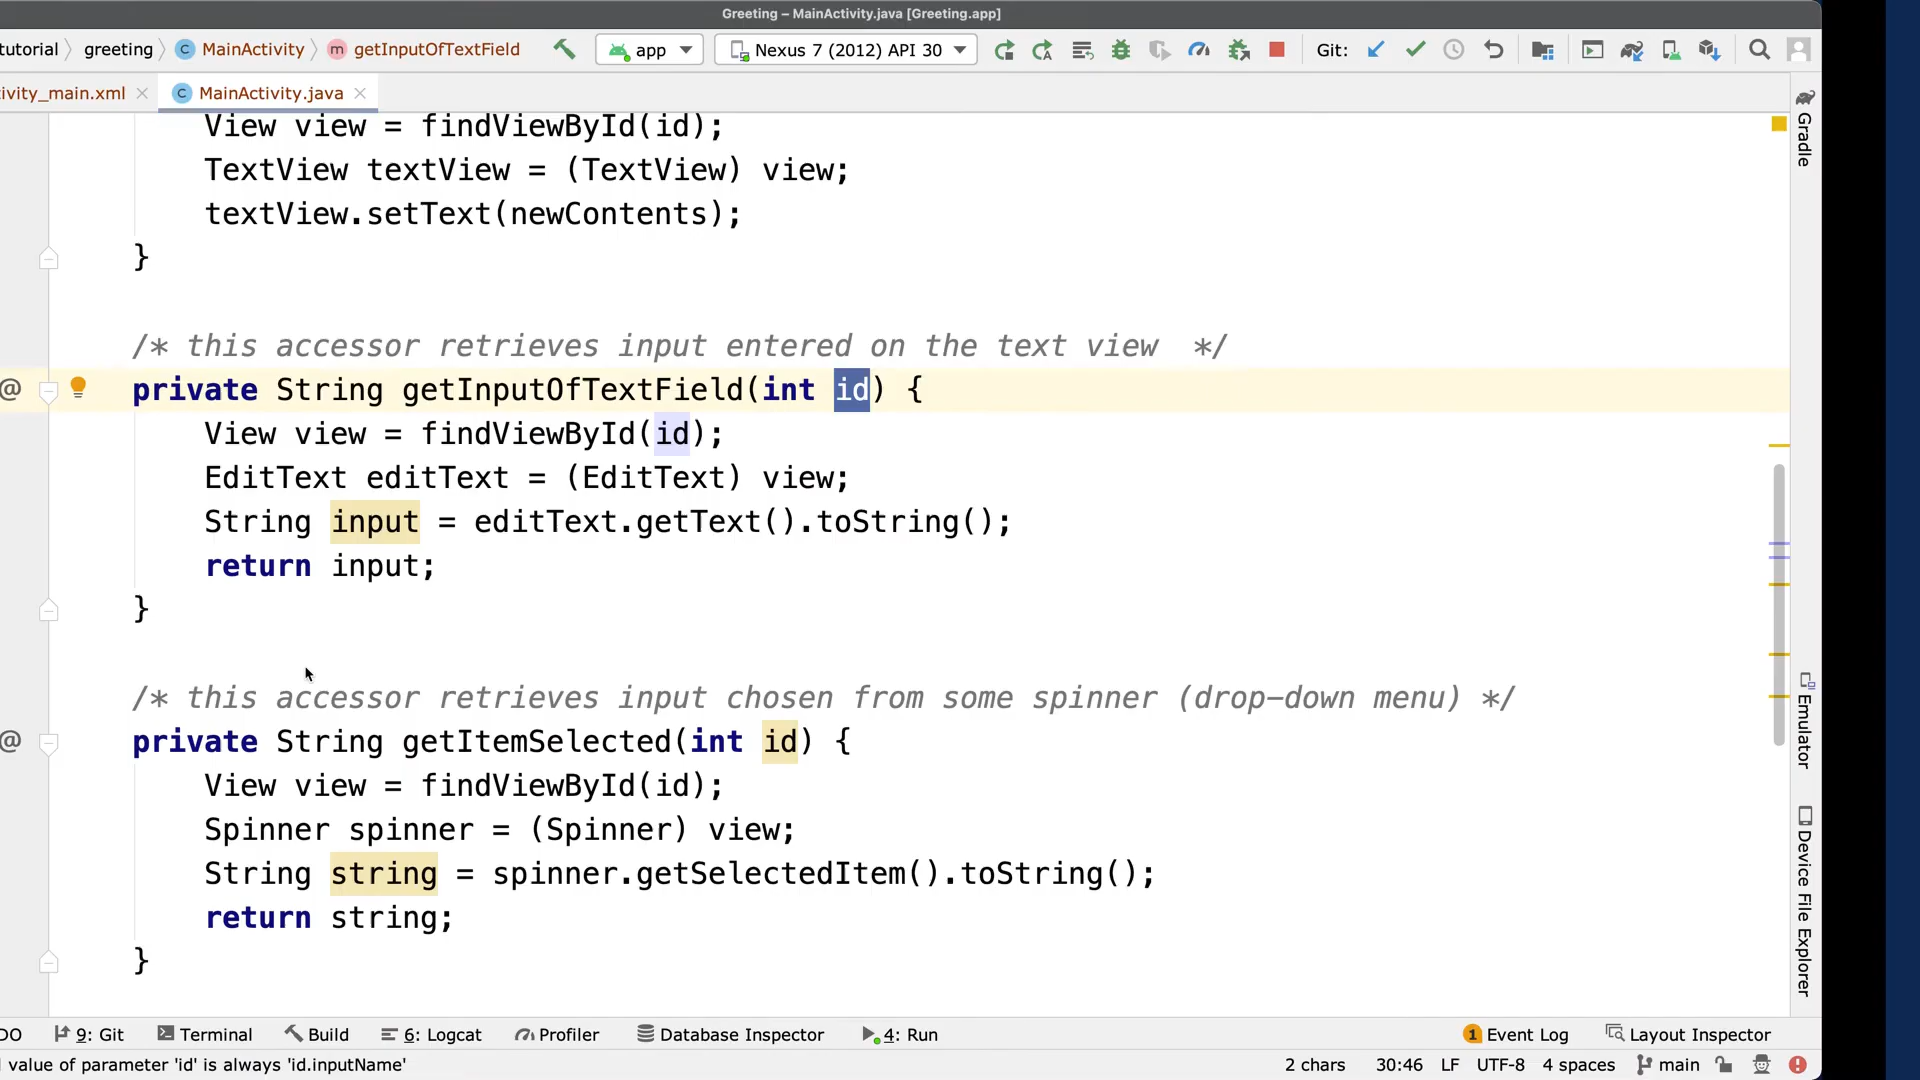 Greeting – MainActivity.java [Greeting.app]
tutorial greeting C MainActivity m getInputOfTextField app Nexus 7 (2012) API 30 Git:
ivity_main.xml C MainActivity.java
View view = findViewById(id);
TextView textView = (TextView) view;
textView.setText(newContents);
}
/* this accessor retrieves input entered on the text view  */
@ private String getInputOfTextField(int id) {
View view = findViewById(id);
EditText editText = (EditText) view;
String input = editText.getText().toString();
return input;
}
/* this accessor retrieves input chosen from some spinner (drop-down menu) */
@ private String getItemSelected(int id) {
View view = findViewById(id);
Spinner spinner = (Spinner) view;
String string = spinner.getSelectedItem().toString();
return string;
}
Gradle
Emulator
Device File Explorer
DO 9: Git Terminal Build 6: Logcat Profiler Database Inspector 4: Run 1 Event Log Layout Inspector
value of parameter 'id' is always 'id.inputName' 2 chars 30:46 LF UTF-8 4 spaces main